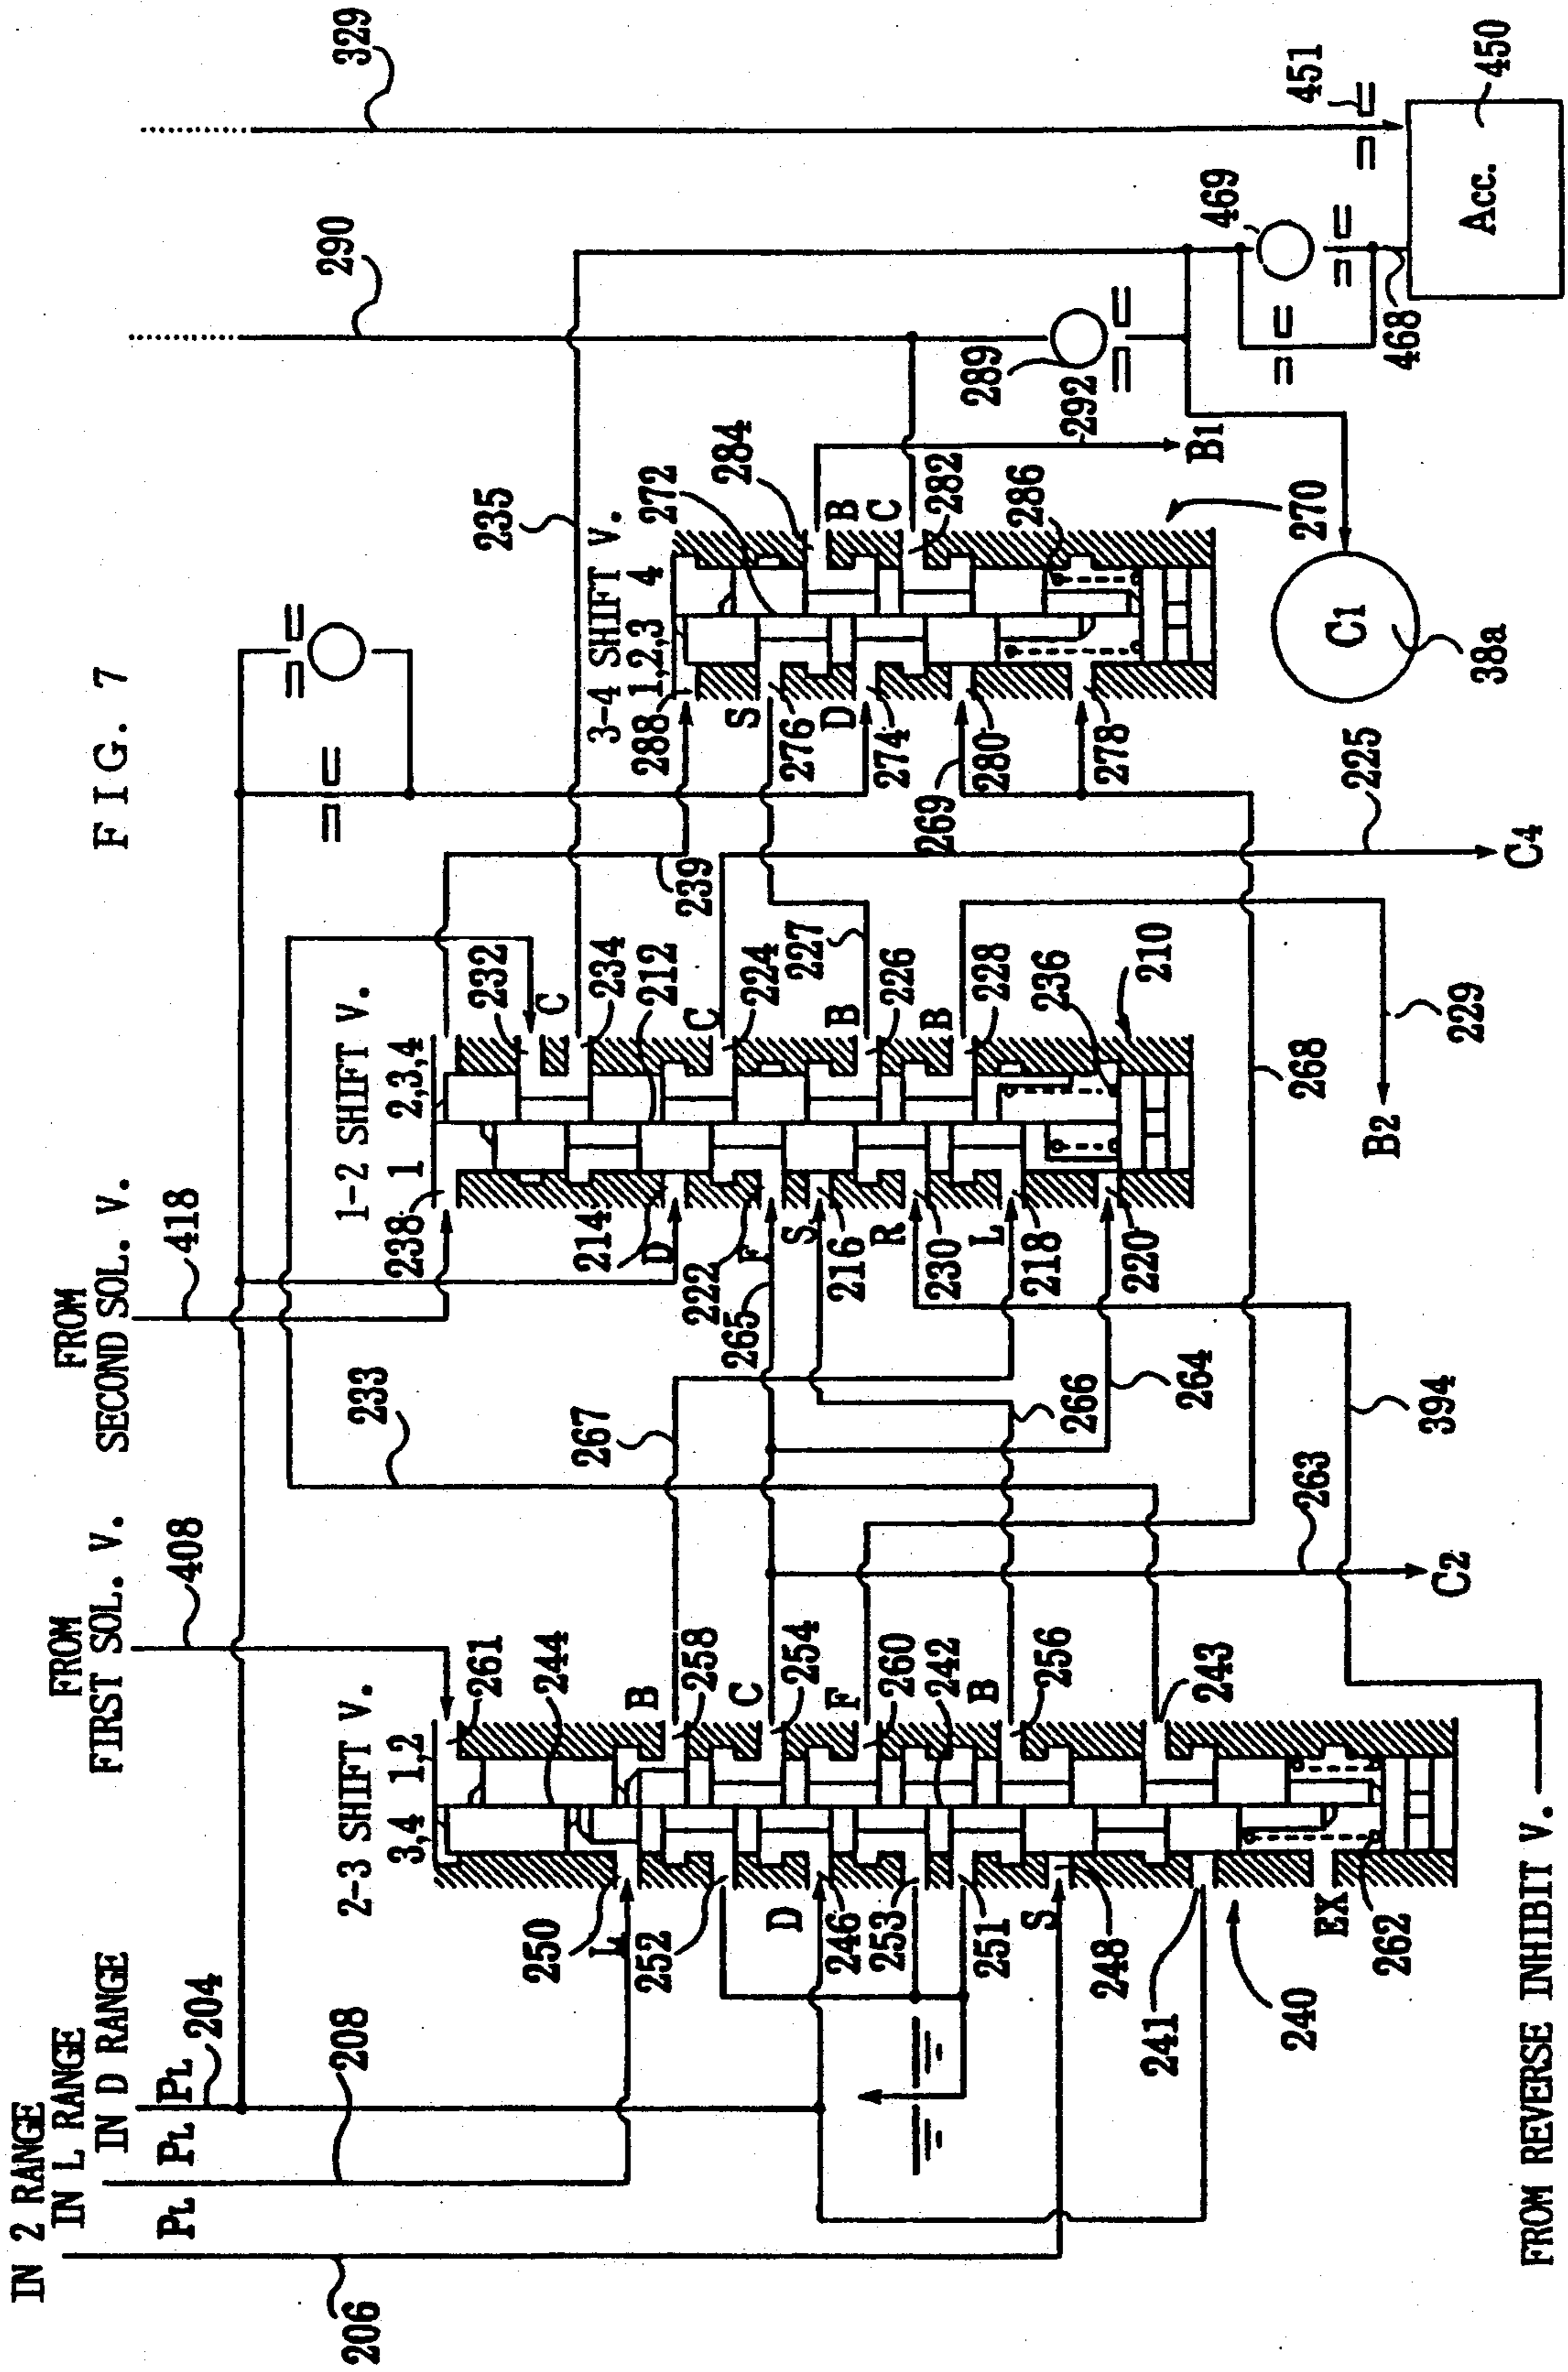 FIG. 7
IN 2 RANGE
IN L RANGE
IN D RANGE
PL
PL
PL
204
208
206
FROM
FIRST SOL. V.
408
FROM
SECOND SOL. V.
418
233
290
329
2-3 SHIFT V.
3,4 1,2
261
244
B
258
C
254
F
260
242
B
256
243
250
L
252
D
246
253
251
S
248
241
240
EX
262
267
265
266
264
263
C2
394
268
FROM REVERSE INHIBIT V.
1-2 SHIFT V.
1 2,3,4
238
214
D
222
F
S
216
R
230
L
218
220
232
C
234
212
C
224
227
B
226
B
228
236
210
229
B2
239
235
3-4 SHIFT V.
1,2,3 4
288
S
276
D
274
269
280
278
225
C4
272
284
B
C
282
286
270
292
B1
289
C1
38a
469
468
451
450
Acc.